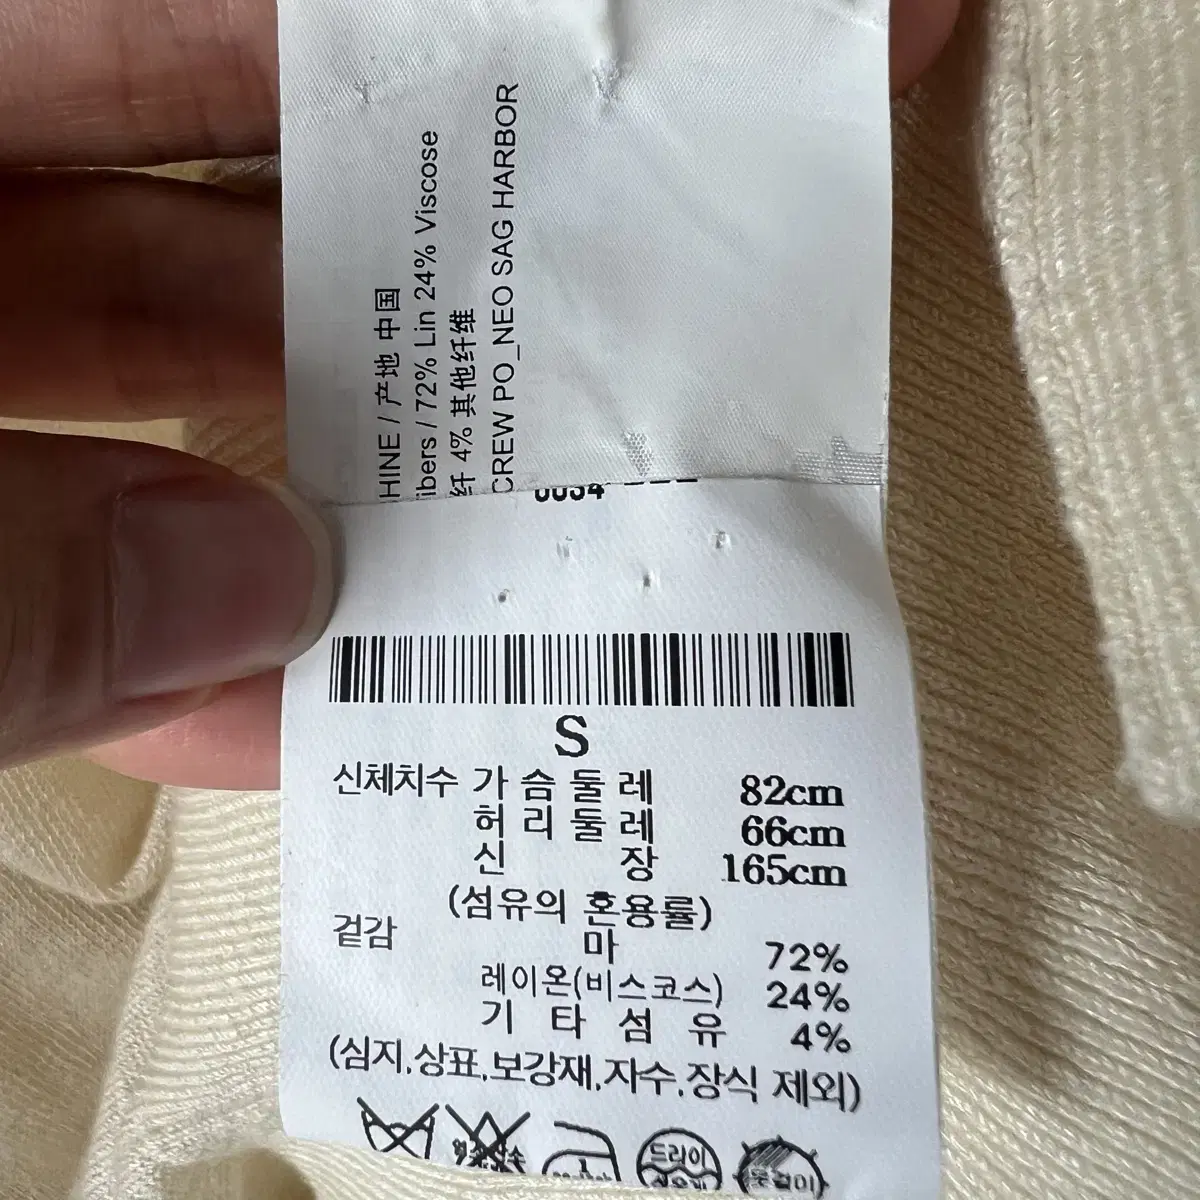 HINE / 产地 中国
ibers / 72% Lin 24% Viscose
纤 4% 其他纤维
CREW PO_NEO SAG HARBOR
S
신체치수 가슴둘레 82cm
허리둘레 66cm
신장 165cm
(섬유의 혼용률)
겉감 마 72%
레이온(비스코스) 24%
기타섬유 4%
(심지,상표,보강재,자수,장식 제외)
드라이